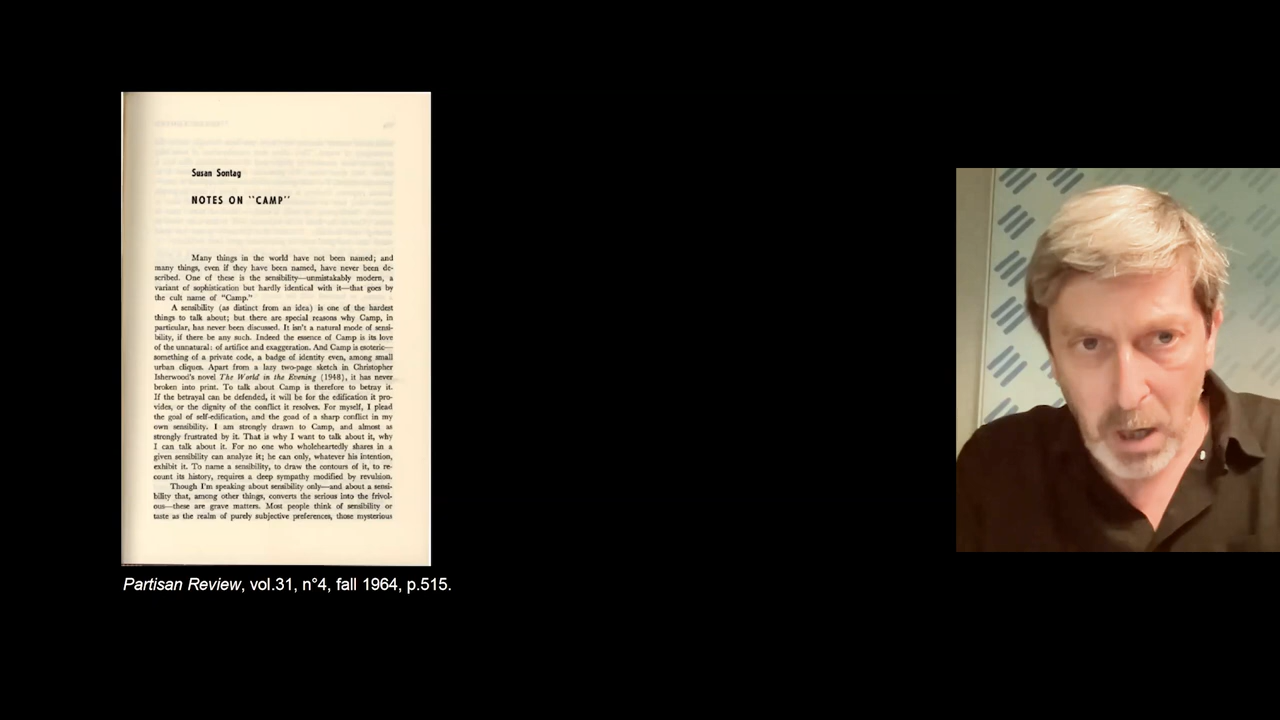 Susan Sontag
NOTES ON "CAMP"
Many things in the world have not been named; and
many things, even if they have been named, have never been de-
scribed. One of these is the sensibility—unmistakably modern, a
variant of sophistication but hardly identical with it—that goes by
the cult name of "Camp."
A sensibility (as distinct from an idea) is one of the hardest
things to talk about; but there are special reasons why Camp, in
particular, has never been discussed. It isn't a natural mode of sensi-
bility, if there be any such. Indeed the essence of Camp is its love
of the unnatural: of artifice and exaggeration. And Camp is esoteric—
something of a private code, a badge of identity even, among small
urban cliques. Apart from a lazy two-page sketch in Christopher
Isherwood's novel The World in the Evening (1948), it has never
broken into print. To talk about Camp is therefore to betray it.
If the betrayal can be defended, it will be for the edification it pro-
vides, or the dignity of the conflict it resolves. For myself, I plead
the goal of self-edification, and the goad of a sharp conflict in my
own sensibility. I am strongly drawn to Camp, and almost as
strongly frustrated by it. That is why I want to talk about it, why
I can talk about it. For no one who wholeheartedly shares in a
given sensibility can analyze it; he can only, whatever his intention,
exhibit it. To name a sensibility, to draw the contours of it, to re-
count its history, requires a deep sympathy modified by revulsion.
Though I'm speaking about sensibility only—and about a sensi-
bility that, among other things, converts the serious into the frivol-
ous—these are grave matters. Most people think of sensibility or
taste as the realm of purely subjective preferences, those mysterious
Partisan Review, vol.31, n°4, fall 1964, p.515.